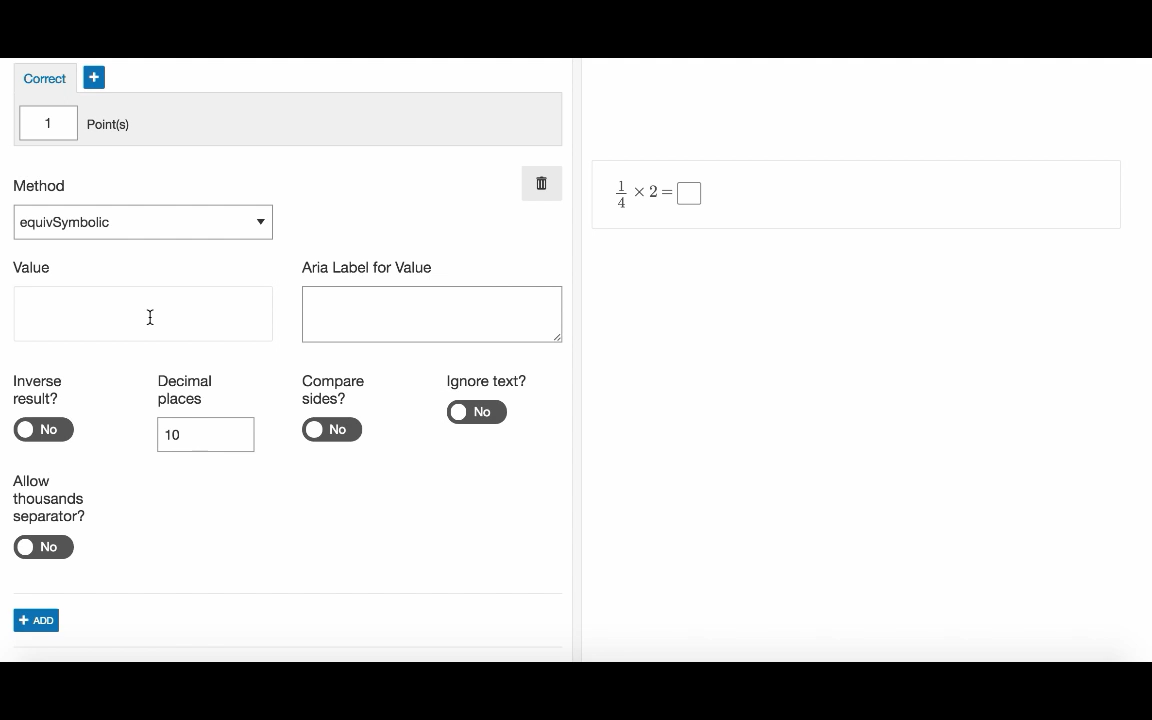 Correct +
1 Point(s)
Method
equivSymbolic
Value
Aria Label for Value
Inverse
result?
No
Decimal
places
10
Compare
sides?
No
Ignore text?
No
Allow
thousands
separator?
No
+ ADD
1/4 × 2 =